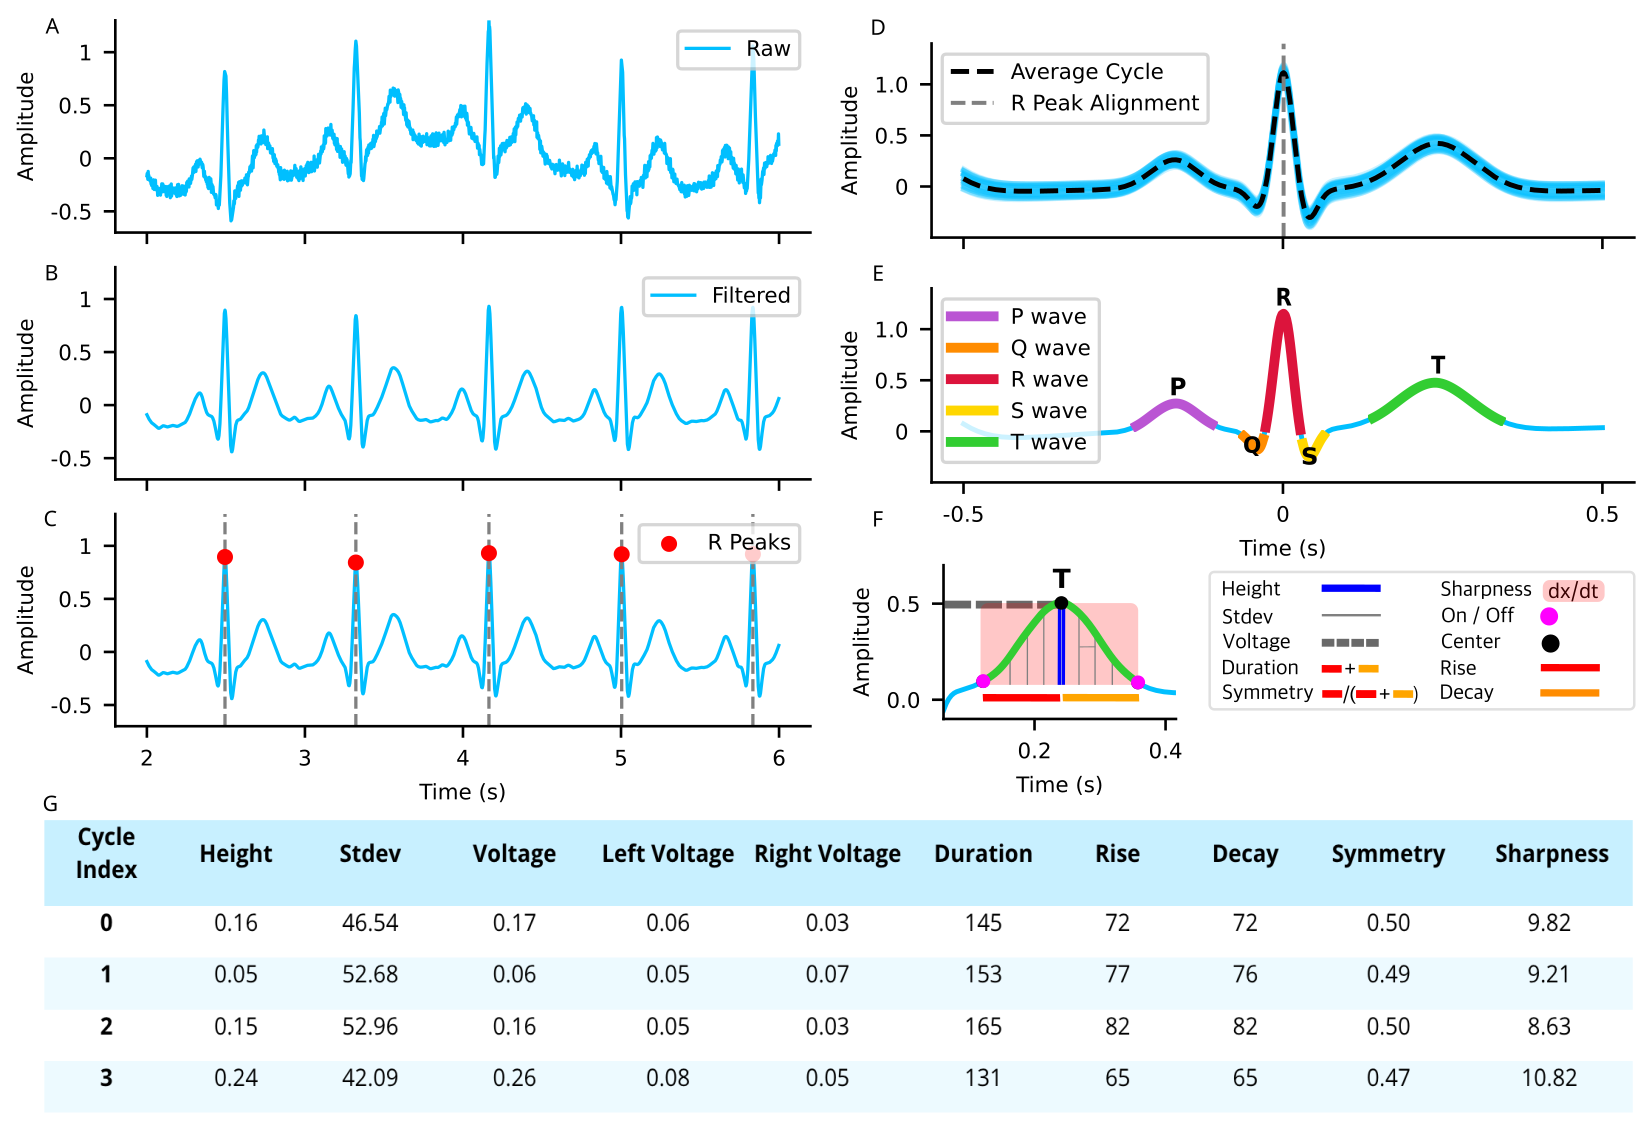 A
Amplitude
1
0.5
0
-0.5
Raw
B
Amplitude
1
0.5
0
-0.5
Filtered
C
Amplitude
1
0.5
0
-0.5
R Peaks
2 3 4 5 6
Time (s)
D
Amplitude
1.0
0.5
0
Average Cycle
R Peak Alignment
E
Amplitude
1.0
0.5
0
P wave
Q wave
R wave
S wave
T wave
P
Q
R
S
T
-0.5 0 0.5
Time (s)
F
Amplitude
0.5
0.0
T
0.2 0.4
Time (s)
Height Sharpness dx/dt
Stdev On / Off
Voltage Center
Duration + Rise
Symmetry /( + ) Decay
G
Cycle Index Height Stdev Voltage Left Voltage Right Voltage Duration Rise Decay Symmetry Sharpness
0 0.16 46.54 0.17 0.06 0.03 145 72 72 0.50 9.82
1 0.05 52.68 0.06 0.05 0.07 153 77 76 0.49 9.21
2 0.15 52.96 0.16 0.05 0.03 165 82 82 0.50 8.63
3 0.24 42.09 0.26 0.08 0.05 131 65 65 0.47 10.82